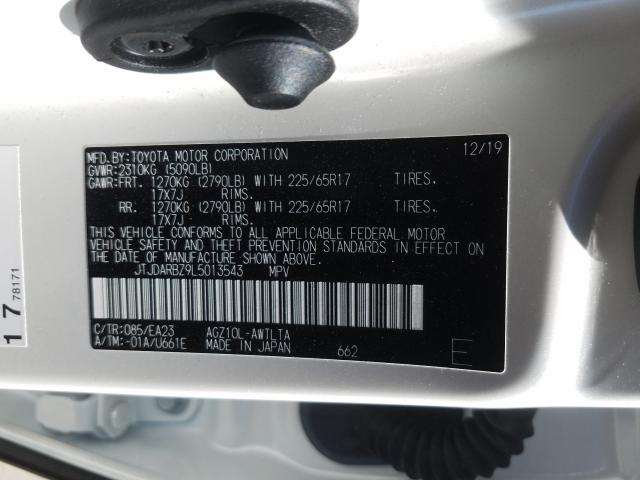 MFD.BY:TOYOTA MOTOR CORPORATION 12/19
GVWR:2310KG (5090LB)
GAWR:FRT. 1270KG (2790LB) WITH 225/65R17 TIRES.
17X7J RIMS.
RR. 1270KG (2790LB) WITH 225/65R17 TIRES.
17X7J RIMS.
THIS VEHICLE CONFORMS TO ALL APPLICABLE FEDERAL MOTOR
VEHICLE SAFETY AND THEFT PREVENTION STANDARDS IN EFFECT ON
THE DATE OF MANUFACTURE SHOWN ABOVE.
JTJDARBZ9L5013543 MPV
C/TR:085/EA23 AGZ10L-AWTLTA
A/TM:-01A/U661E MADE IN JAPAN 662 E
17 78171